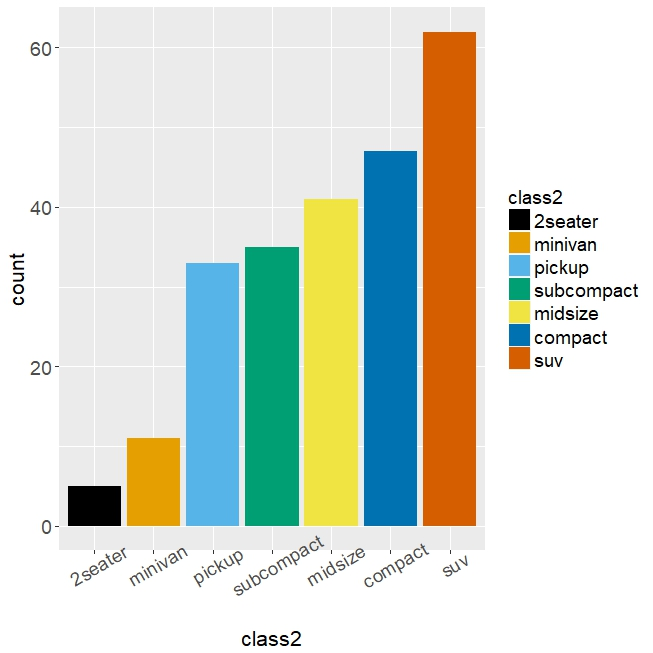 60
40
20
0
count
2seater
minivan
pickup
subcompact
midsize
compact
suv
class2
class2
2seater
minivan
pickup
subcompact
midsize
compact
suv